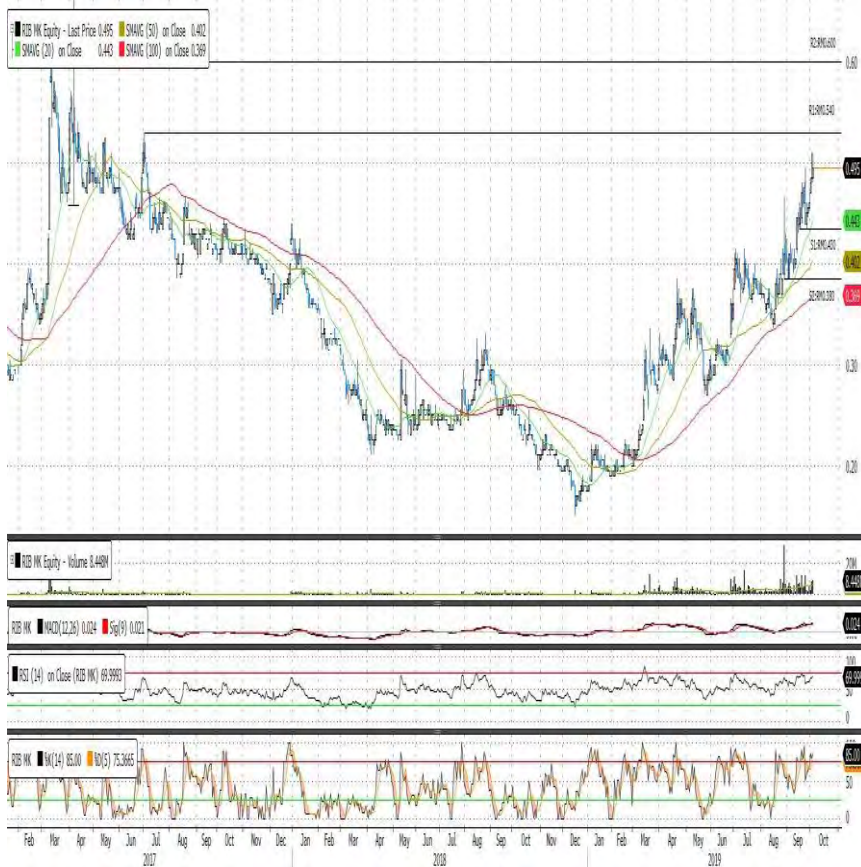 RIB MK Equity - Last Price 0.495 SMAVG (50) on Close 0.402
SMAVG (20) on Close 0.443 SMAVG (100) on Close 0.369
R2:RM0.600
0.60
R1:RM0.540
0.495
0.443
S1:RM0.430
0.402
S2:RM0.380
0.369
0.30
0.20
RIB MK Equity - Volume 8.448M
20M
8.448
RIB MK MACD(12,26) 0.024 Sig(9) 0.021
0.024
RSI (14) on Close (RIB MK) 69.9993
100
69.999
50
0
RIB MK %K(14) 85.00 %D(5) 75.3665
85.00
50
0
Feb Mar Apr May Jun Jul Aug Sep Oct Nov Dec Jan Feb Mar Apr May Jun Jul Aug Sep Oct Nov Dec Jan Feb Mar Apr May Jun Jul Aug Sep Oct
2017 2018 2019